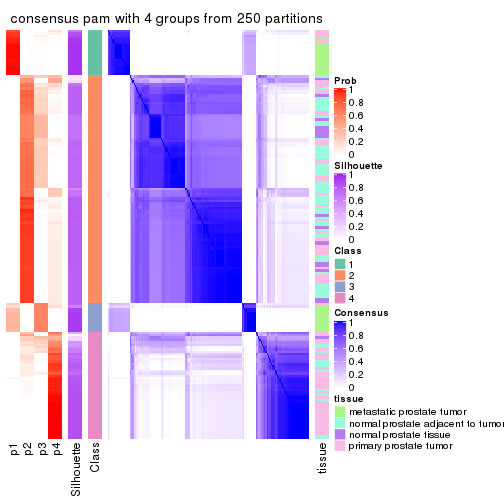 consensus pam with 4 groups from 250 partitions
Prob
1
0.8
0.6
0.4
0.2
0
Silhouette
1
0.8
0.6
0.4
0.2
0
Class
1
2
3
4
Consensus
1
0.8
0.6
0.4
0.2
0
tissue
metastatic prostate tumor
normal prostate adjacent to tumor
normal prostate tissue
primary prostate tumor
p1
p2
p3
p4
Silhouette
Class
tissue